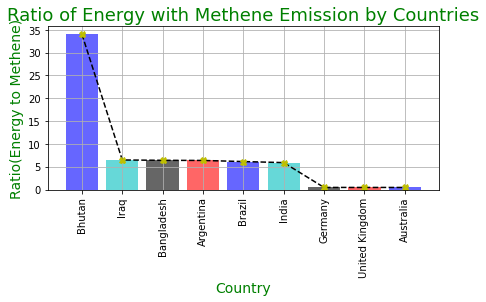 Ratio of Energy with Methene Emission by Countries
Ratio(Energy to Methene)
35
30
25
20
15
10
5
0
Bhutan
Iraq
Bangladesh
Argentina
Brazil
India
Germany
United Kingdom
Australia
Country